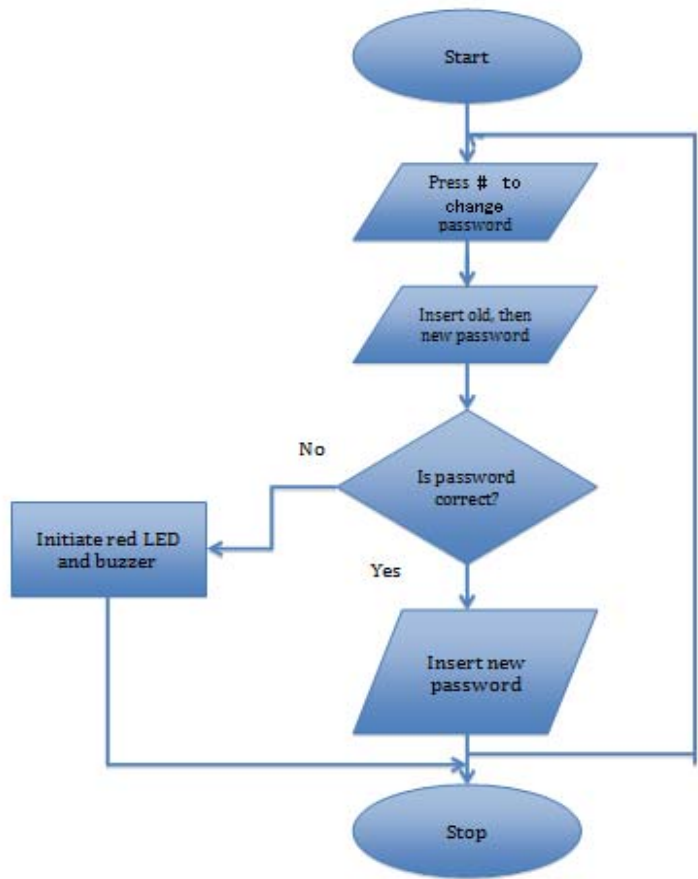 Start
Press # to
change
password
Insert old, then
new password
No
Is password
correct?
Initiate red LED
and buzzer
Yes
Insert new
password
Stop